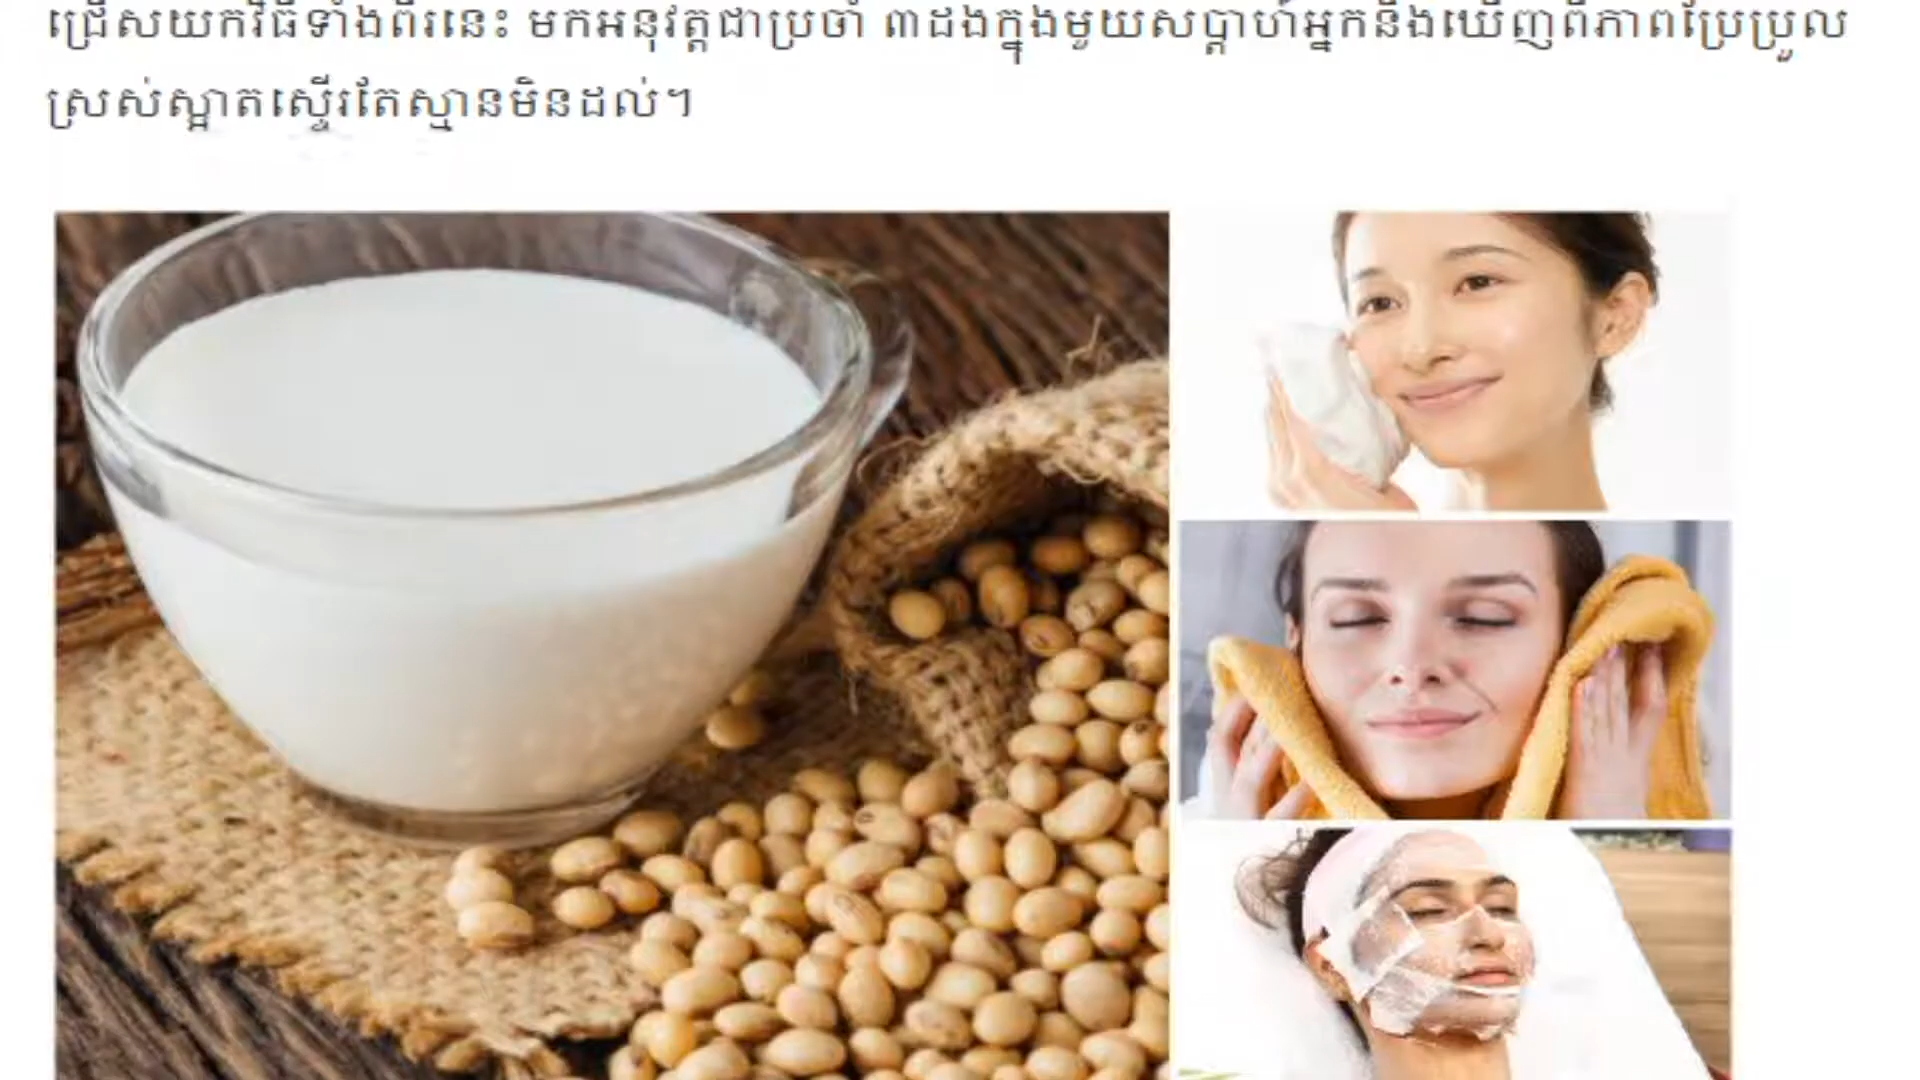 ជ្រើសយកវិធីទាំងពីរនេះ មកអនុវត្តជាប្រចាំ ៣ដងក្នុងមួយសប្តាហ៍អ្នកនឹងឃើញពីភាពប្រែប្រួល
ស្រស់ស្អាតស្ទើរតែស្មានមិនដល់។